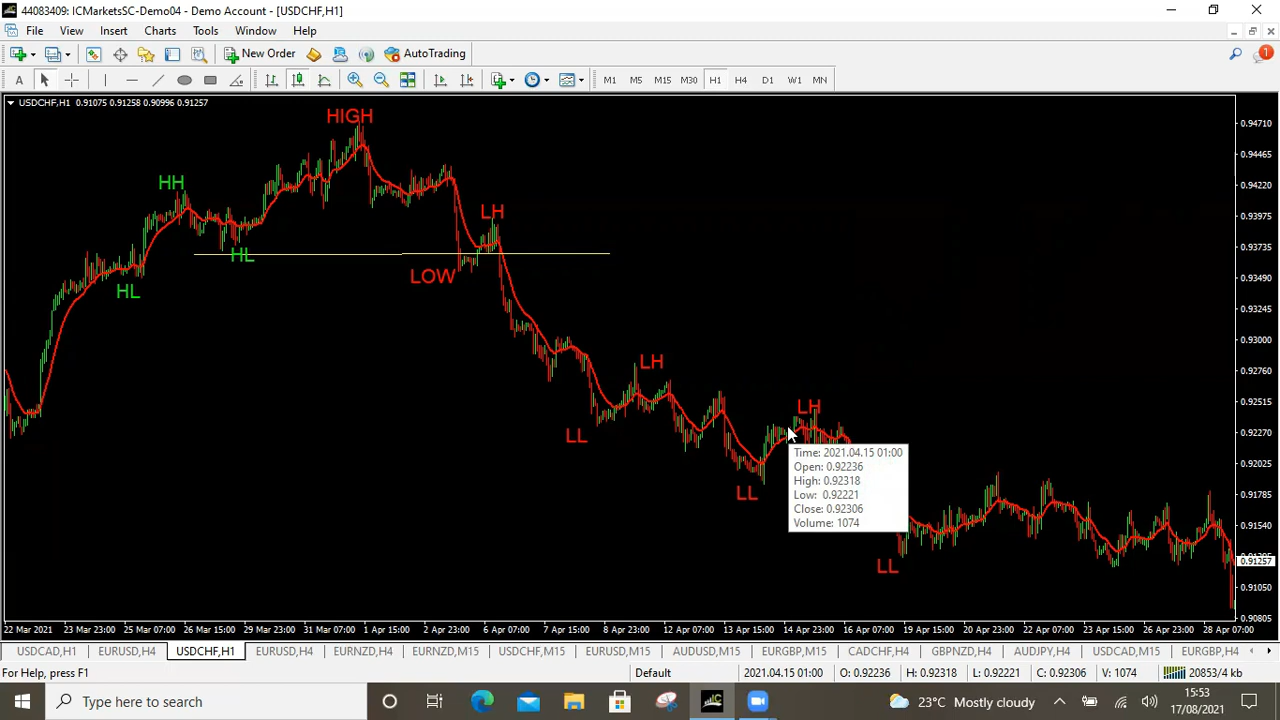 44083409: ICMarketsSC-Demo04 - Demo Account - [USDCHF,H1]
File View Insert Charts Tools Window Help
New Order AutoTrading
A M1 M5 M15 M30 H1 H4 D1 W1 MN
USDCHF,H1 0.91075 0.91258 0.90996 0.91257
HIGH
HH
LH
HL
LOW
HL
LH
LH
LL
LL
LL
Time: 2021.04.15 01:00
Open: 0.92236
High: 0.92318
Low: 0.92221
Close: 0.92306
Volume: 1074
0.94710
0.94465
0.94220
0.93975
0.93735
0.93490
0.93245
0.93000
0.92760
0.92515
0.92270
0.92025
0.91785
0.91540
0.91257
0.91050
0.90805
22 Mar 2021 23 Mar 23:00 25 Mar 07:00 26 Mar 15:00 29 Mar 23:00 31 Mar 07:00 1 Apr 15:00 2 Apr 23:00 6 Apr 07:00 7 Apr 15:00 8 Apr 23:00 12 Apr 07:00 13 Apr 15:00 14 Apr 23:00 16 Apr 07:00 19 Apr 15:00 20 Apr 23:00 22 Apr 07:00 23 Apr 15:00 26 Apr 23:00 28 Apr 07:00
USDCAD,H1 EURUSD,H4 USDCHF,H1 EURUSD,H4 EURNZD,H4 EURNZD,M15 USDCHF,M15 EURUSD,M15 AUDUSD,M15 EURGBP,M15 CADCHF,H4 GBPNZD,H4 AUDJPY,H4 USDCAD,M15 EURGBP,H4
For Help, press F1 Default 2021.04.15 01:00 O: 0.92236 H: 0.92318 L: 0.92221 C: 0.92306 V: 1074 20853/4 kb
Type here to search 23°C Mostly cloudy 15:53
17/08/2021
1